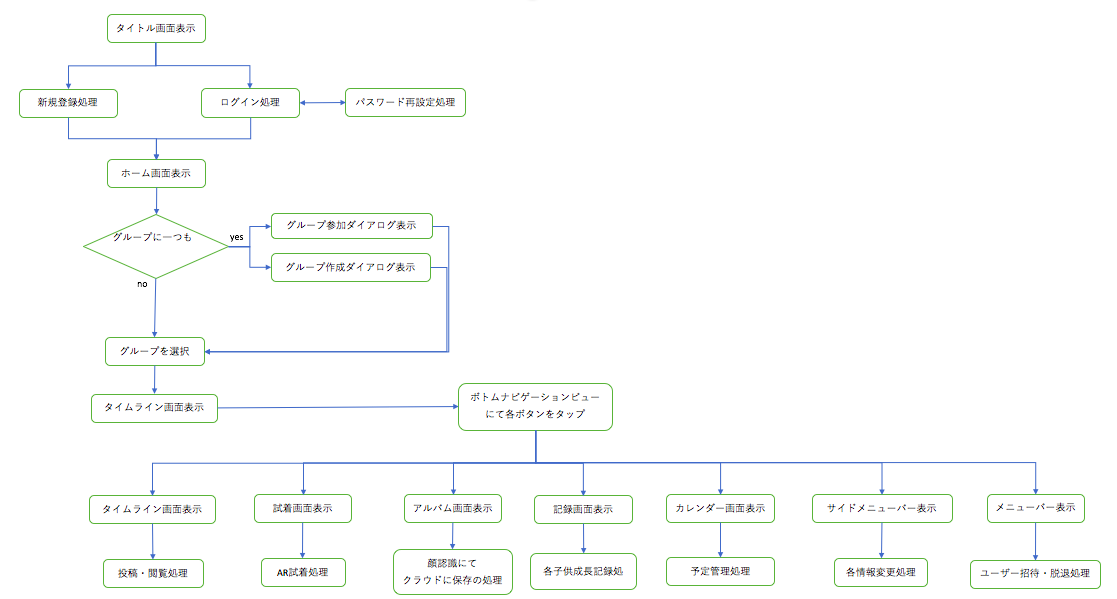 タイトル画面表示
新規登録処理
ログイン処理
パスワード再設定処理
ホーム画面表示
グループに一つも
yes
no
グループ参加ダイアログ表示
グループ作成ダイアログ表示
グループを選択
タイムライン画面表示
ボトムナビゲーションビュー
にて各ボタンをタップ
タイムライン画面表示
試着画面表示
アルバム画面表示
記録画面表示
カレンダー画面表示
サイドメニューバー表示
メニューバー表示
投稿・閲覧処理
AR試着処理
顔認識にて
クラウドに保存の処理
各子供成長記録処
予定管理処理
各情報変更処理
ユーザー招待・脱退処理